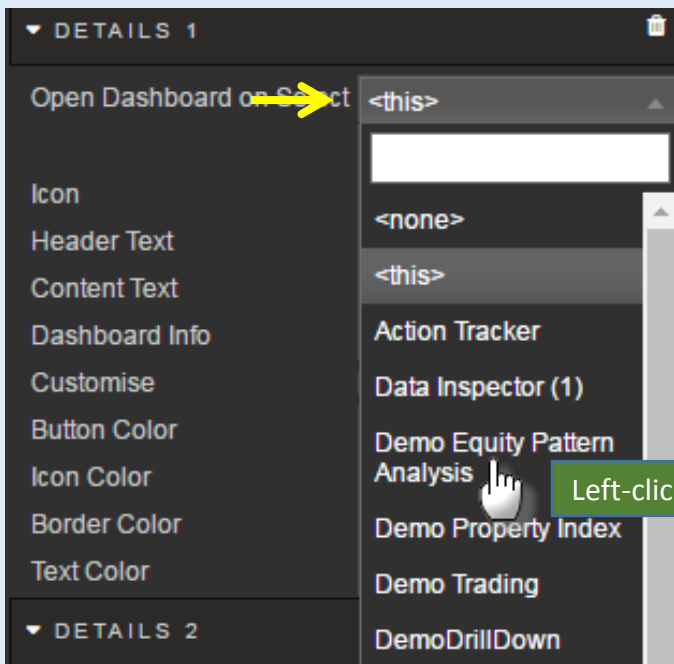 DETAILS 1
Open Dashboard on Select <this>
<none>
Icon
<this>
Header Text
Content Text
Action Tracker
Dashboard Info
Data Inspector (1)
Customise
Button Color
Demo Equity Pattern
Analysis
Icon Color
Left-clic
Border Color
Demo Property Index
Text Color
Demo Trading
DETAILS 2
DemoDrillDown